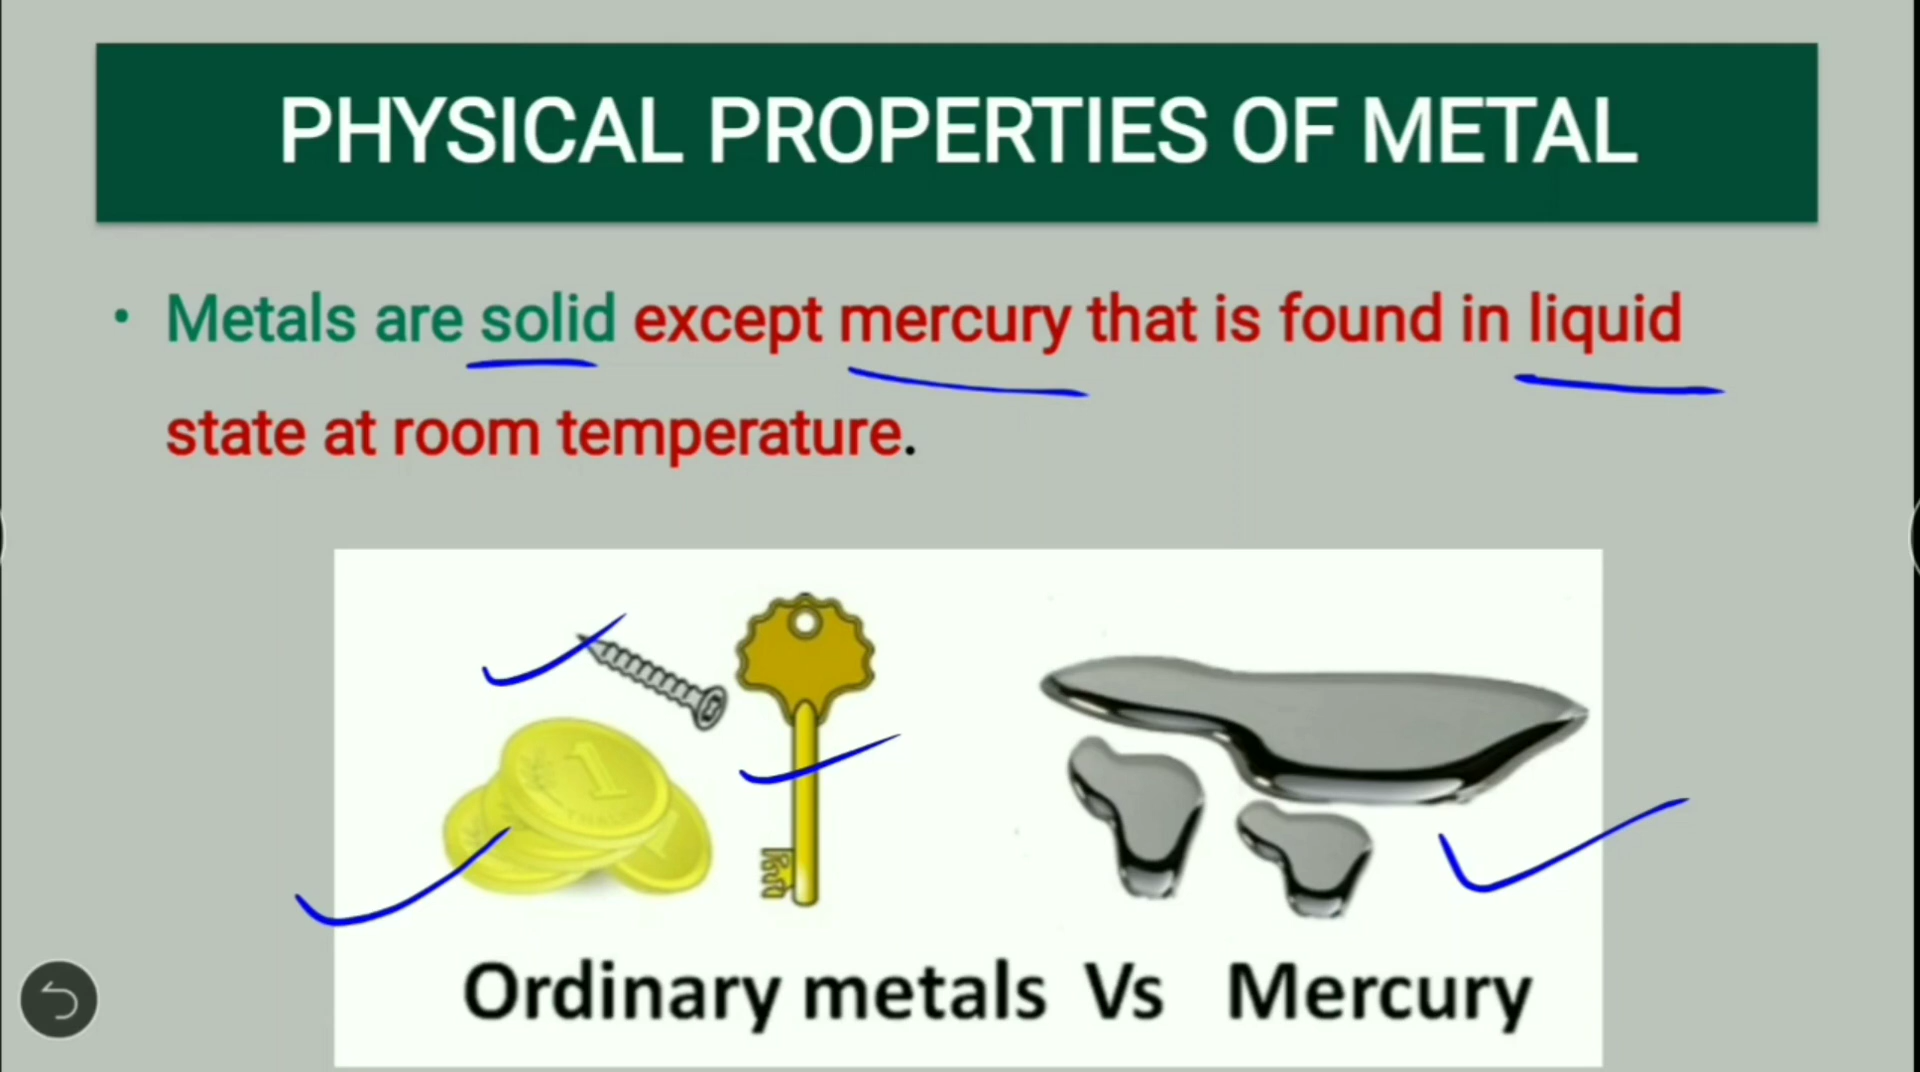 PHYSICAL PROPERTIES OF METAL
• Metals are solid except mercury that is found in liquid
state at room temperature.
1
Ordinary metals Vs Mercury